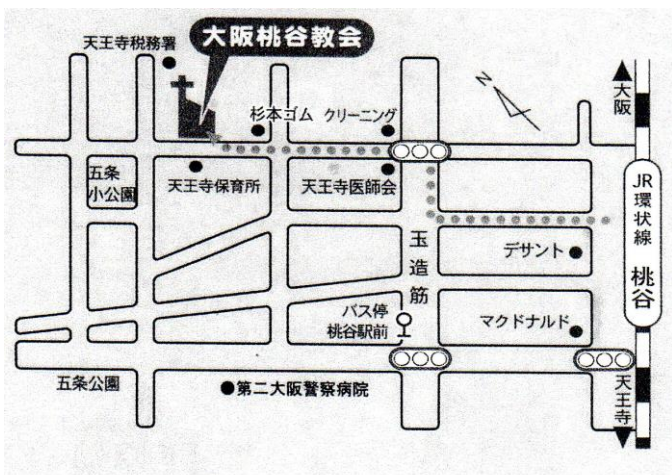 天王寺税務署
大阪桃谷教会
杉本ゴム
クリーニング
N
▲大阪
五条
小公園
天王寺保育所
天王寺医師会
JR環状線 桃谷
玉造筋
デサント
バス停
桃谷駅前
マクドナルド
五条公園
第二大阪警察病院
天王寺▼